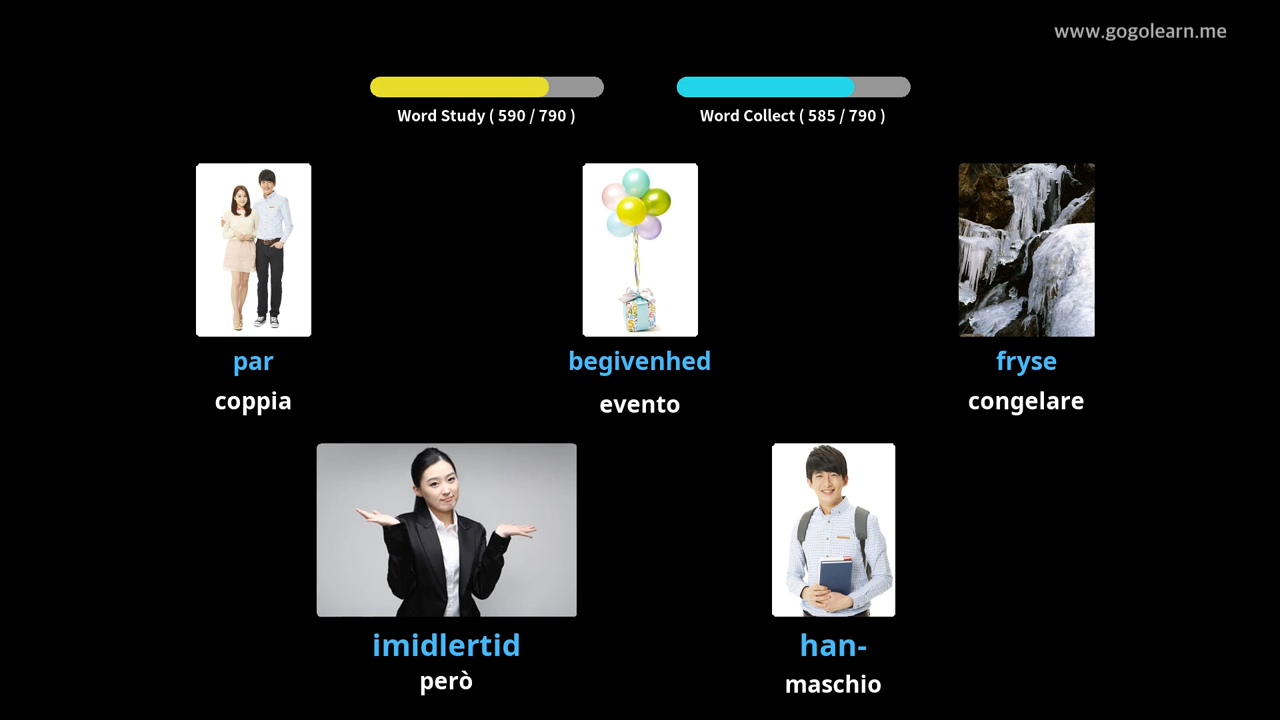 www.gogolearn.me
Word Study ( 590 / 790 )
Word Collect ( 585 / 790 )
par
coppia
begivenhed
evento
fryse
congelare
imidlertid
però
han-
maschio